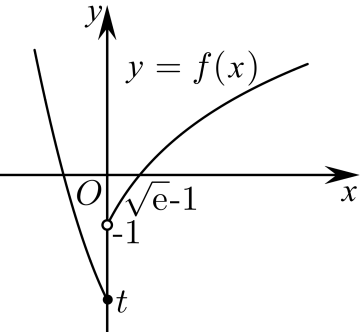 y
y = f(x)
O
√e-1
x
-1
t